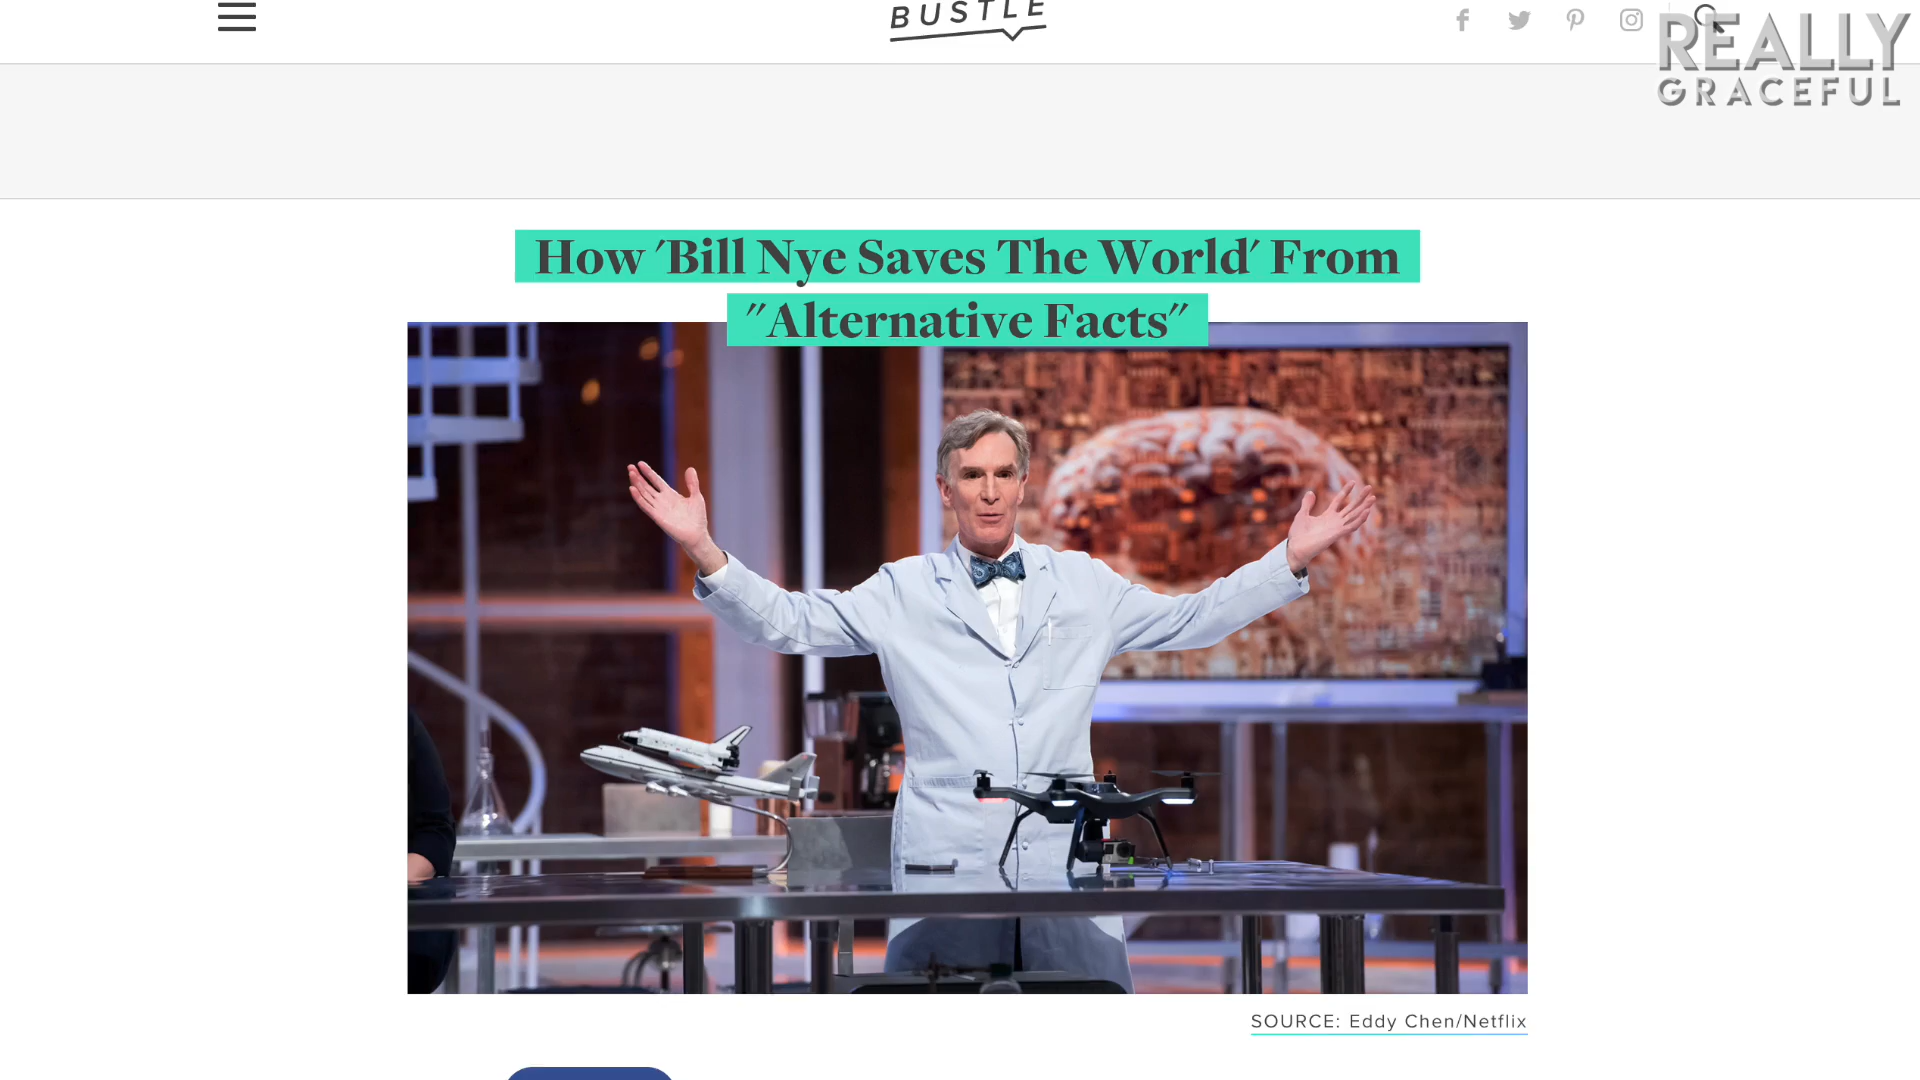 BUSTLE
REALLY
GRACEFUL
How 'Bill Nye Saves The World' From
"Alternative Facts"
SOURCE: Eddy Chen/Netflix